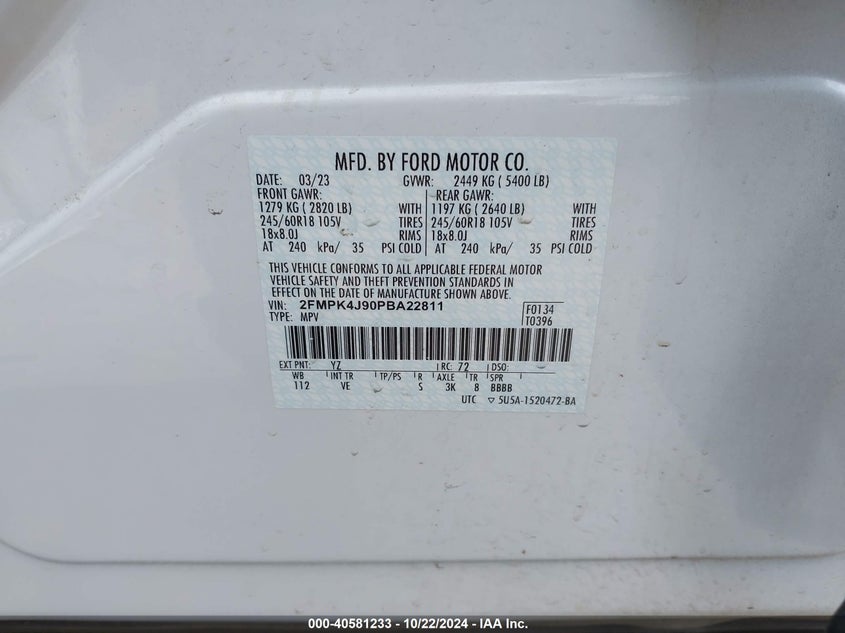 MFD. BY FORD MOTOR CO.
DATE: 03/23 GVWR: 2449 KG ( 5400 LB)
FRONT GAWR: REAR GAWR:
1279 KG ( 2820 LB) WITH 1197 KG ( 2640 LB) WITH
245/60R18 105V TIRES 245/60R18 105V TIRES
18x8.0J RIMS 18x8.0J RIMS
AT 240 kPa/ 35 PSI COLD AT 240 kPa/ 35 PSI COLD
THIS VEHICLE CONFORMS TO ALL APPLICABLE FEDERAL MOTOR
VEHICLE SAFETY AND THEFT PREVENTION STANDARDS IN
EFFECT ON THE DATE OF MANUFACTURE SHOWN ABOVE.
VIN: 2FMPK4J90PBA22811 F0134
TYPE: MPV T0396
EXT PNT: YZ RC: 72 DSO:
WB INT TR TP/PS R AXLE TR SPR
112 VE S 3K 8 BBBB
UTC ▽ 5U5A-1520472-BA
000-40581233 - 10/22/2024 - IAA Inc.